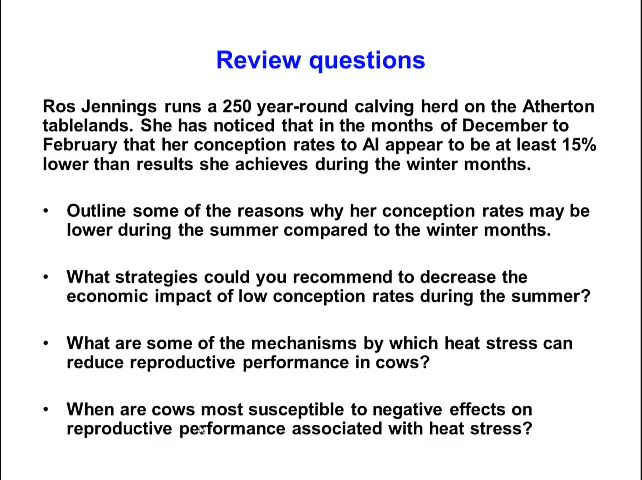 Review questions
Ros Jennings runs a 250 year-round calving herd on the Atherton
tablelands. She has noticed that in the months of December to
February that her conception rates to AI appear to be at least 15%
lower than results she achieves during the winter months.
• Outline some of the reasons why her conception rates may be
lower during the summer compared to the winter months.
• What strategies could you recommend to decrease the
economic impact of low conception rates during the summer?
• What are some of the mechanisms by which heat stress can
reduce reproductive performance in cows?
• When are cows most susceptible to negative effects on
reproductive performance associated with heat stress?